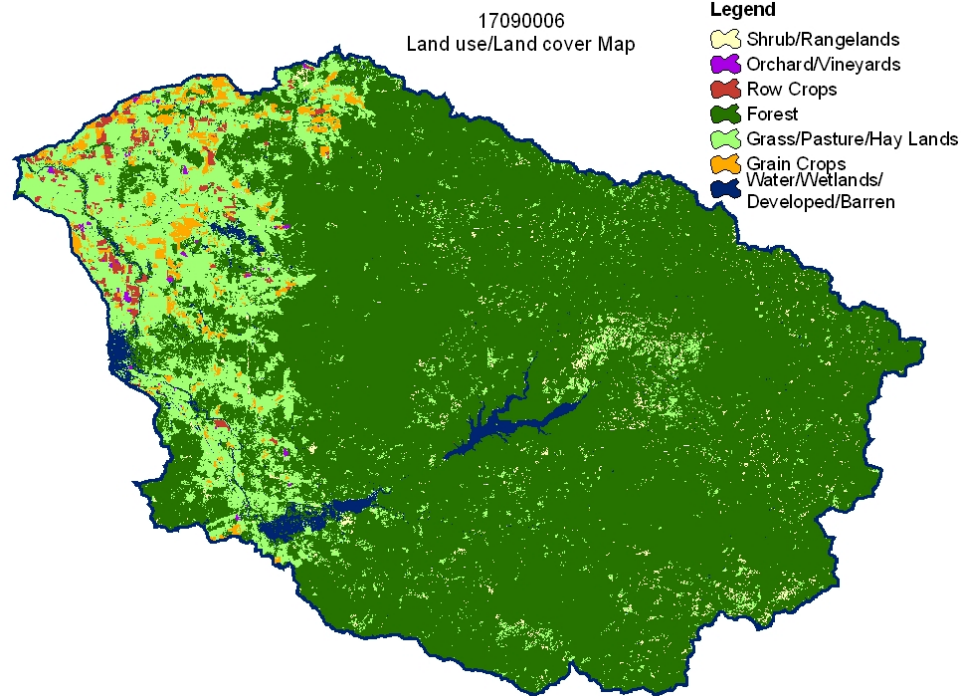 17090006
Land use/Land cover Map
Legend
Shrub/Rangelands
Orchard/Vineyards
Row Crops
Forest
Grass/Pasture/Hay Lands
Grain Crops
Water/Wetlands/
Developed/Barren